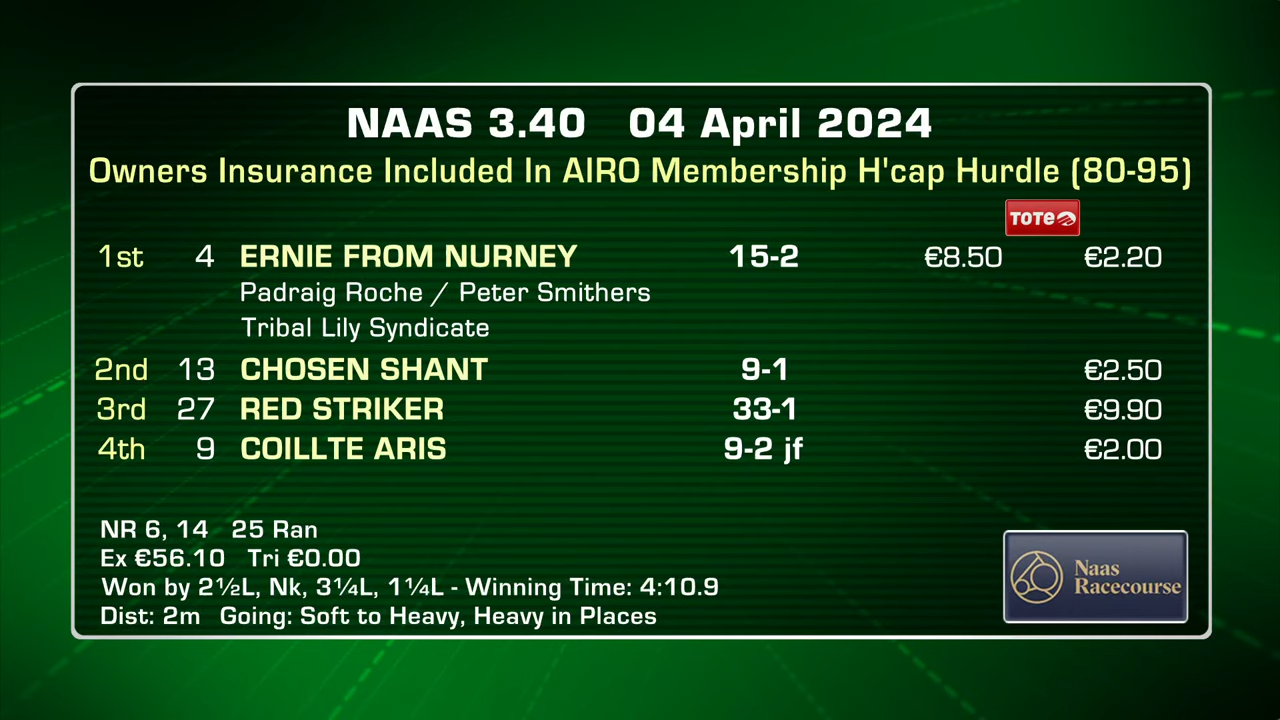 NAAS 3.40 04 April 2024
Owners Insurance Included In AIRO Membership H'cap Hurdle (80-95)
TOTE
1st 4 ERNIE FROM NURNEY 15-2 €8.50 €2.20
Padraig Roche / Peter Smithers
Tribal Lily Syndicate
2nd 13 CHOSEN SHANT 9-1 €2.50
3rd 27 RED STRIKER 33-1 €9.90
4th 9 COILLTE ARIS 9-2 jf €2.00
NR 6, 14 25 Ran
Ex €56.10 Tri €0.00
Won by 2½L, Nk, 3¼L, 1¼L - Winning Time: 4:10.9
Dist: 2m Going: Soft to Heavy, Heavy in Places
Naas
Racecourse